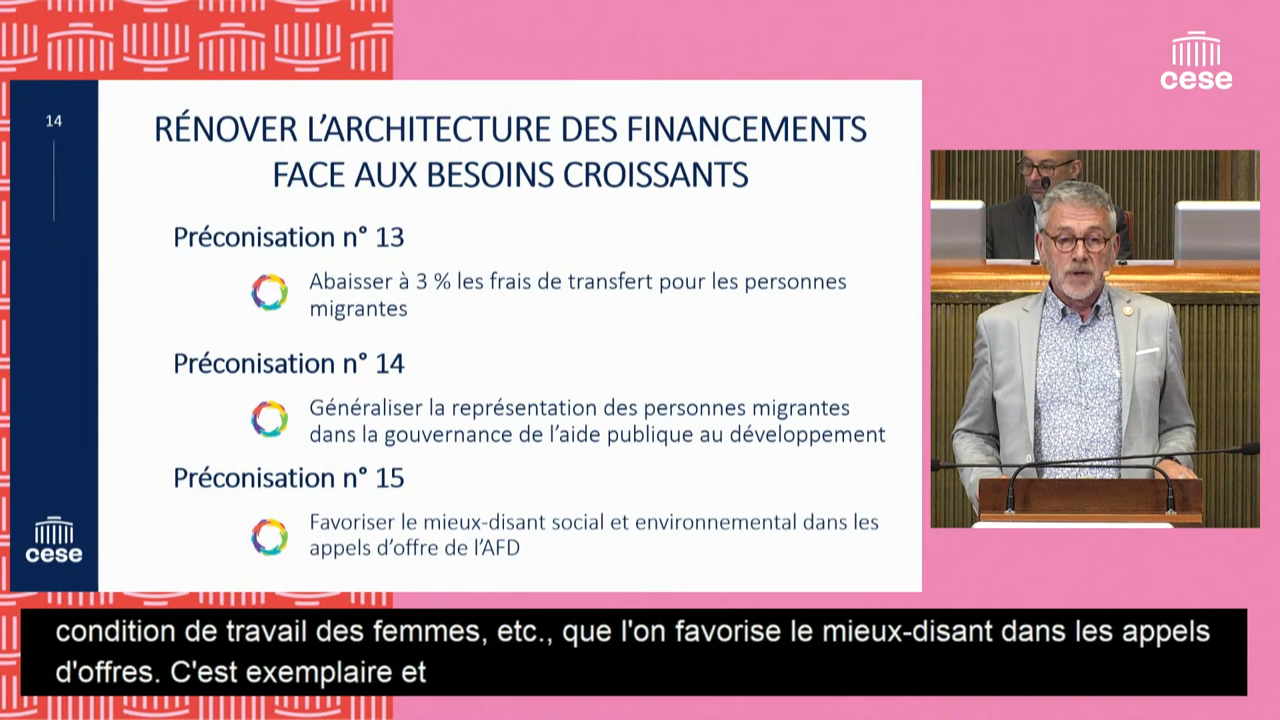 cese
14
RÉNOVER L'ARCHITECTURE DES FINANCEMENTS
FACE AUX BESOINS CROISSANTS
Préconisation n° 13
Abaisser à 3 % les frais de transfert pour les personnes
migrantes
Préconisation n° 14
Généraliser la représentation des personnes migrantes
dans la gouvernance de l'aide publique au développement
Préconisation n° 15
Favoriser le mieux-disant social et environnemental dans les
appels d'offre de l'AFD
cese
condition de travail des femmes, etc., que l'on favorise le mieux-disant dans les appels
d'offres. C'est exemplaire et